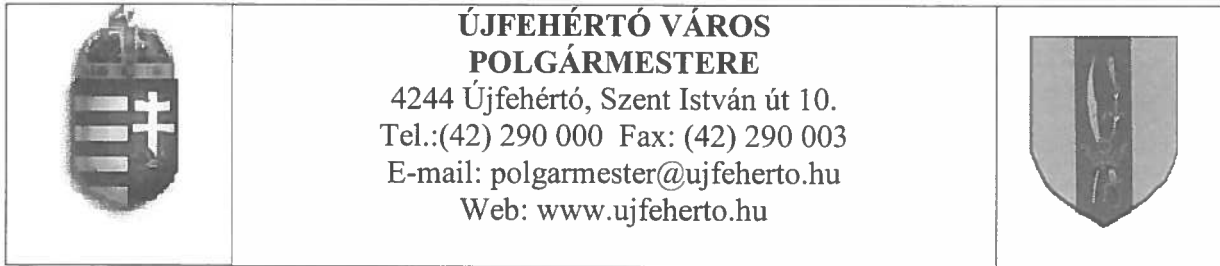 ÚJFEHÉRTÓ VÁROS
POLGÁRMESTERE
4244 Újfehértó, Szent István út 10.
Tel.:(42) 290 000 Fax: (42) 290 003
E-mail: polgarmester@ujfeherto.hu
Web: www.ujfeherto.hu